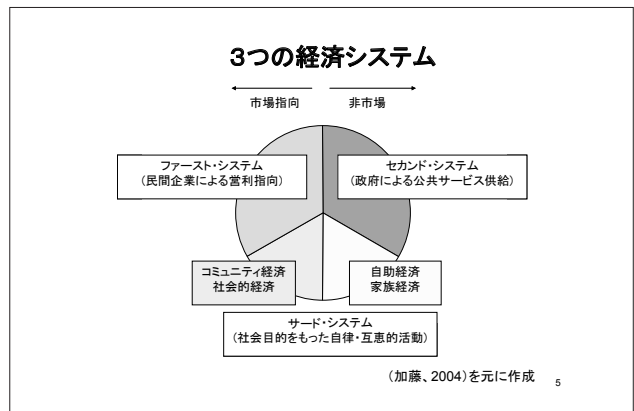 3つの経済システム
市場指向
非市場
ファースト・システム
(民間企業による営利指向)
セカンド・システム
(政府による公共サービス供給)
コミュニティ経済
社会的経済
自助経済
家族経済
サード・システム
(社会目的をもった自律・互恵的活動)
(加藤、2004)を元に作成
5